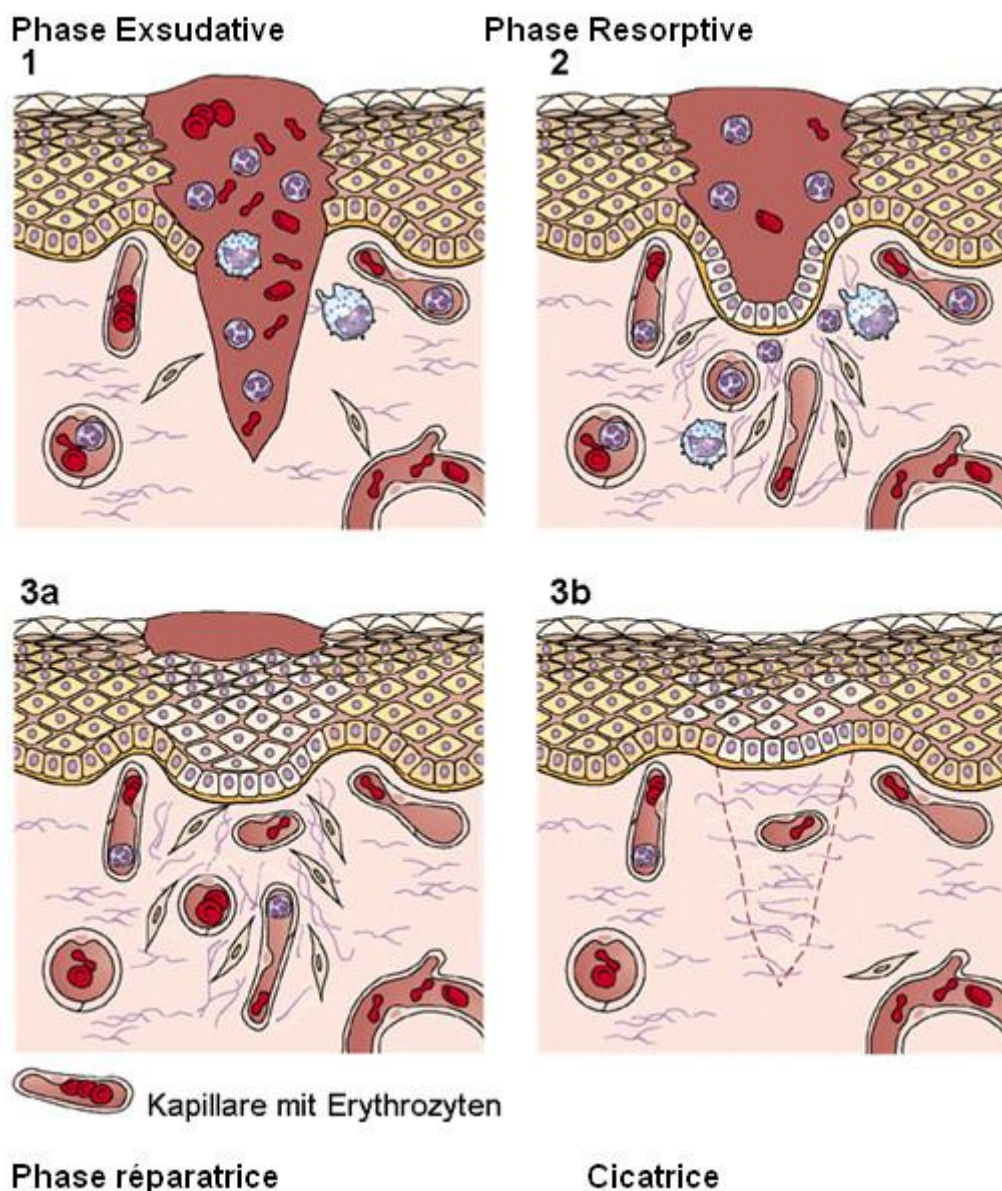 Phase Exsudative
Phase Resorptive
1
2
3a
3b
Kapillare mit Erythrozyten
Phase réparatrice
Cicatrice